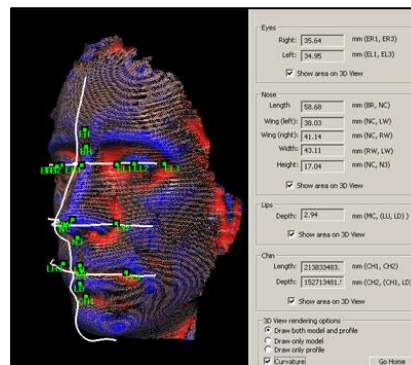 Eyes
Right: 35.64 mm (ER1, ER3)
Left: 34.95 mm (EL1, EL3)
Show area on 3D View
Nose
Length 58.68 mm (BR, NC)
Wing (left): 38.03 mm (NC, LW)
Wing (right): 41.14 mm (NC, RW)
Width: 43.11 mm (RW, LW)
Height: 17.04 mm (NC, N3)
Show area on 3D View
Lips
Depth: 2.94 mm (MC, (LU, LD))
Show area on 3D View
Chin
Length: 213833483. mm (CH1, CH2)
Depth: 152713481. mm (CH2, (CH1, LD)
Show area on 3D View
3D View rendering options
Draw both model and profile
Draw only model
Draw only profile
Curvature Go Home